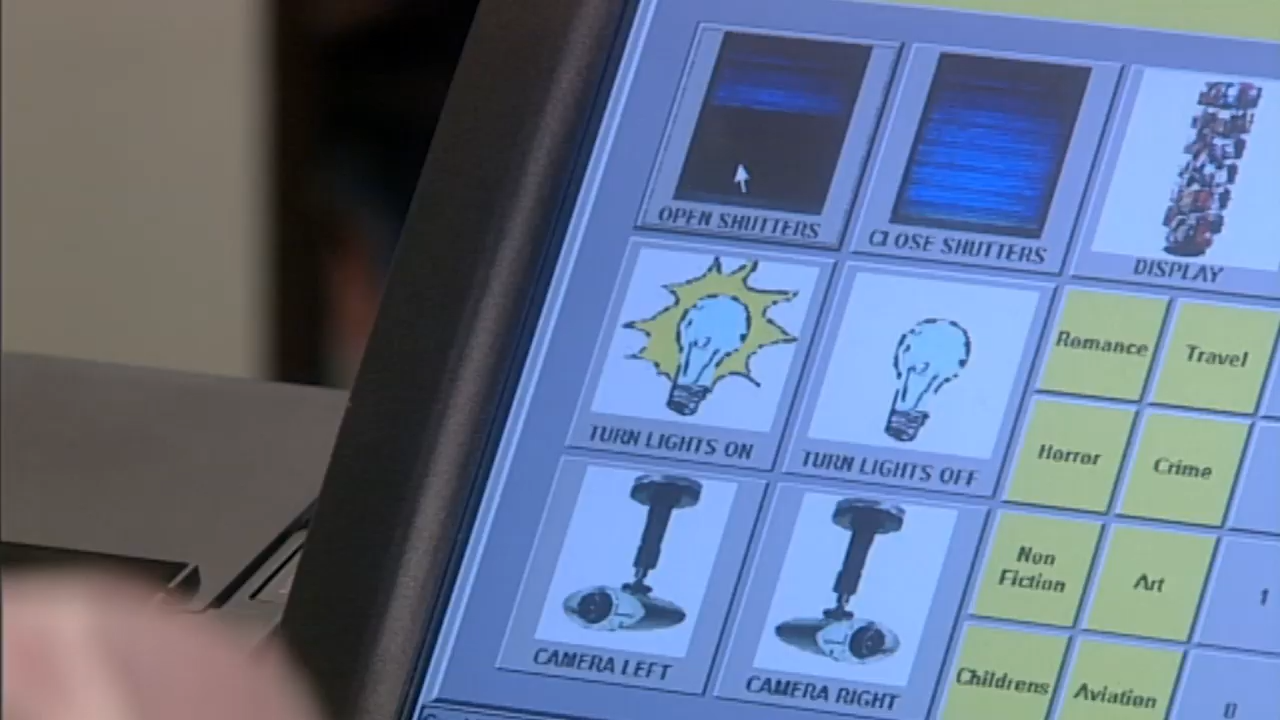 OPEN SHUTTERS
CLOSE SHUTTERS
DISPLAY
TURN LIGHTS ON
TURN LIGHTS OFF
Romance
Travel
Horror
Crime
CAMERA LEFT
CAMERA RIGHT
Non
Fiction
Art
1
Childrens
Aviation
0